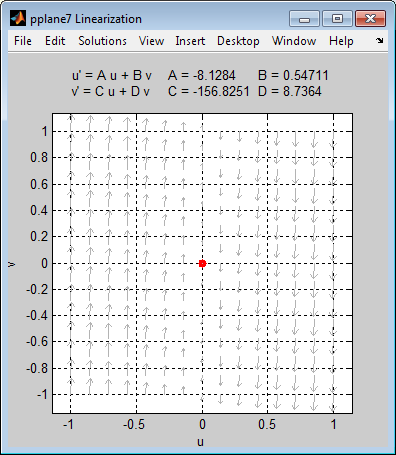 pplane7 Linearization
File Edit Solutions View Insert Desktop Window Help
u' = A u + B v A = -8.1284 B = 0.54711
v' = C u + D v C = -156.8251 D = 8.7364
1
0.8
0.6
0.4
0.2
0
-0.2
-0.4
-0.6
-0.8
-1
v
-1 -0.5 0 0.5 1
u